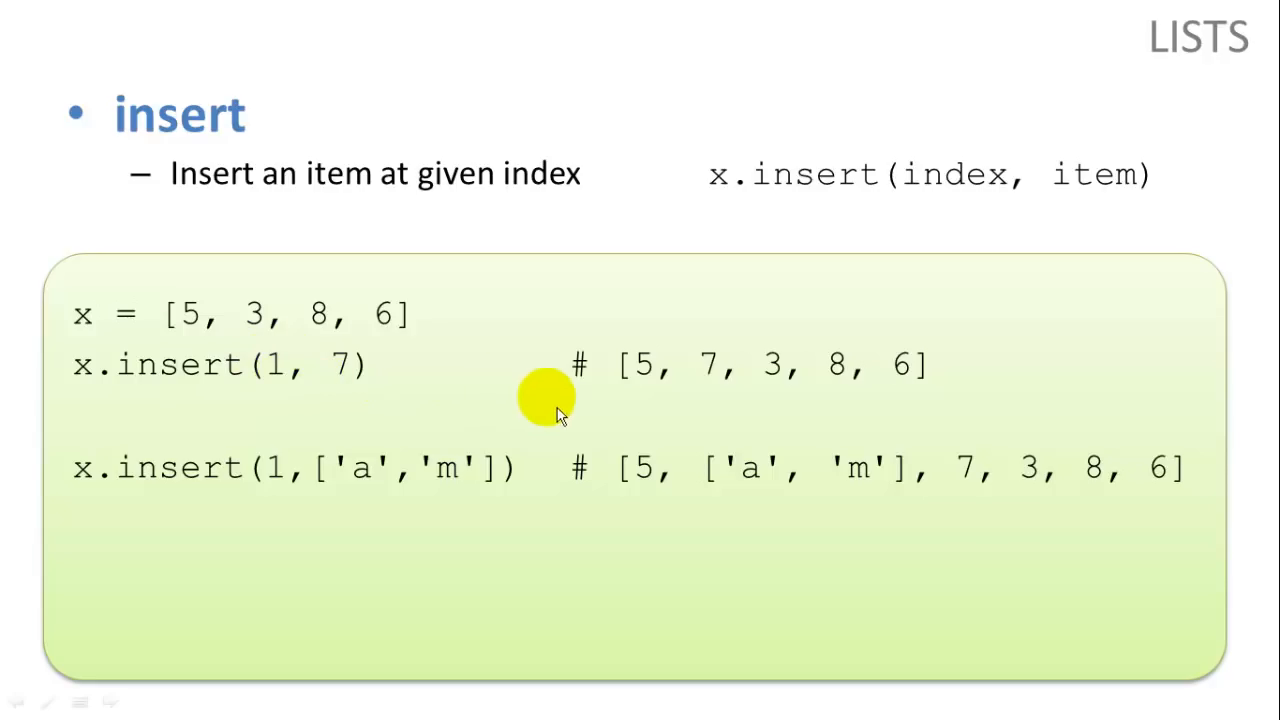 LISTS
• insert
– Insert an item at given index x.insert(index, item)
x = [5, 3, 8, 6]
x.insert(1, 7) # [5, 7, 3, 8, 6]
x.insert(1,['a','m']) # [5, ['a', 'm'], 7, 3, 8, 6]